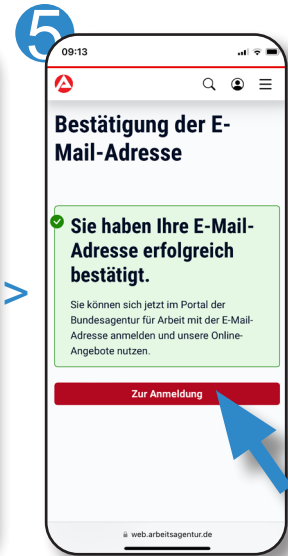 5
09:13
Bestätigung der E-
Mail-Adresse
Sie haben Ihre E-Mail-
Adresse erfolgreich
bestätigt.
Sie können sich jetzt im Portal der
Bundesagentur für Arbeit mit der E-Mail-
Adresse anmelden und unsere Online-
Angebote nutzen.
>
Zur Anmeldung
web.arbeitsagentur.de